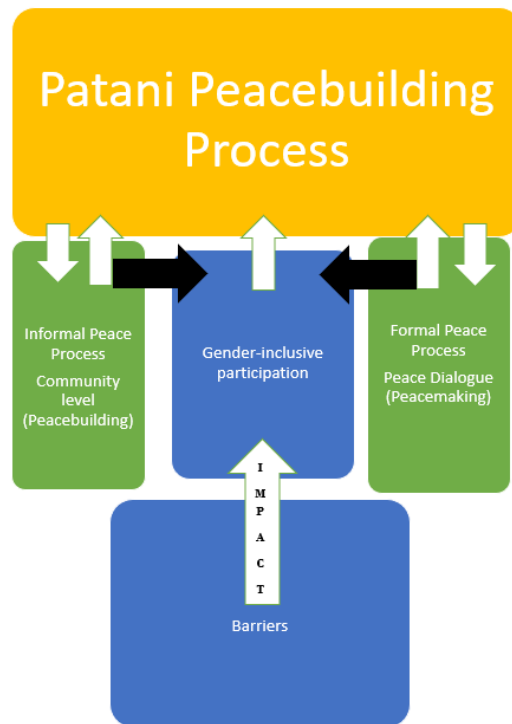 Patani Peacebuilding
Process
Informal Peace
Process
Community
level
(Peacebuilding)
Gender-inclusive
participation
Formal Peace
Process
Peace Dialogue
(Peacemaking)
I
M
P
A
C
T
Barriers